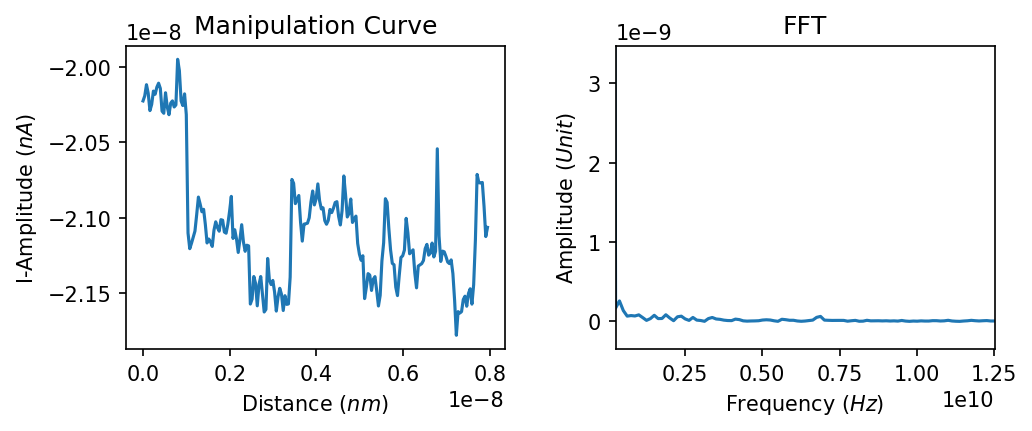 Manipulation Curve
1e−8
I-Amplitude (nA)
−2.00
−2.05
−2.10
−2.15
0.0 0.2 0.4 0.6 0.8
Distance (nm)
1e−8
FFT
1e−9
Amplitude (Unit)
3
2
1
0
0.25 0.50 0.75 1.00 1.25
Frequency (Hz)
1e10